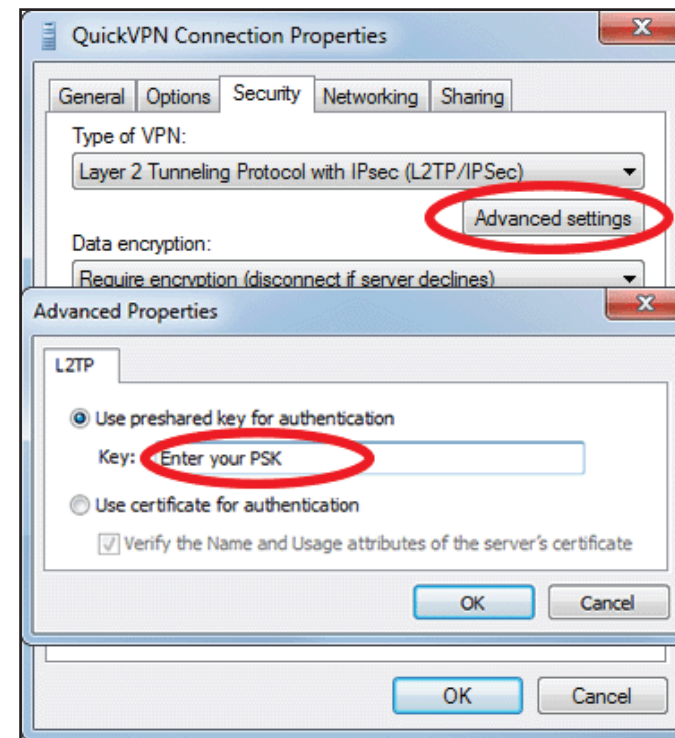 QuickVPN Connection Properties
General Options Security Networking Sharing
Type of VPN:
Layer 2 Tunneling Protocol with IPsec (L2TP/IPSec)
Advanced settings
Data encryption:
Require encryption (disconnect if server declines)
Advanced Properties
L2TP
Use preshared key for authentication
Key: Enter your PSK
Use certificate for authentication
Verify the Name and Usage attributes of the server's certificate
OK Cancel
OK Cancel